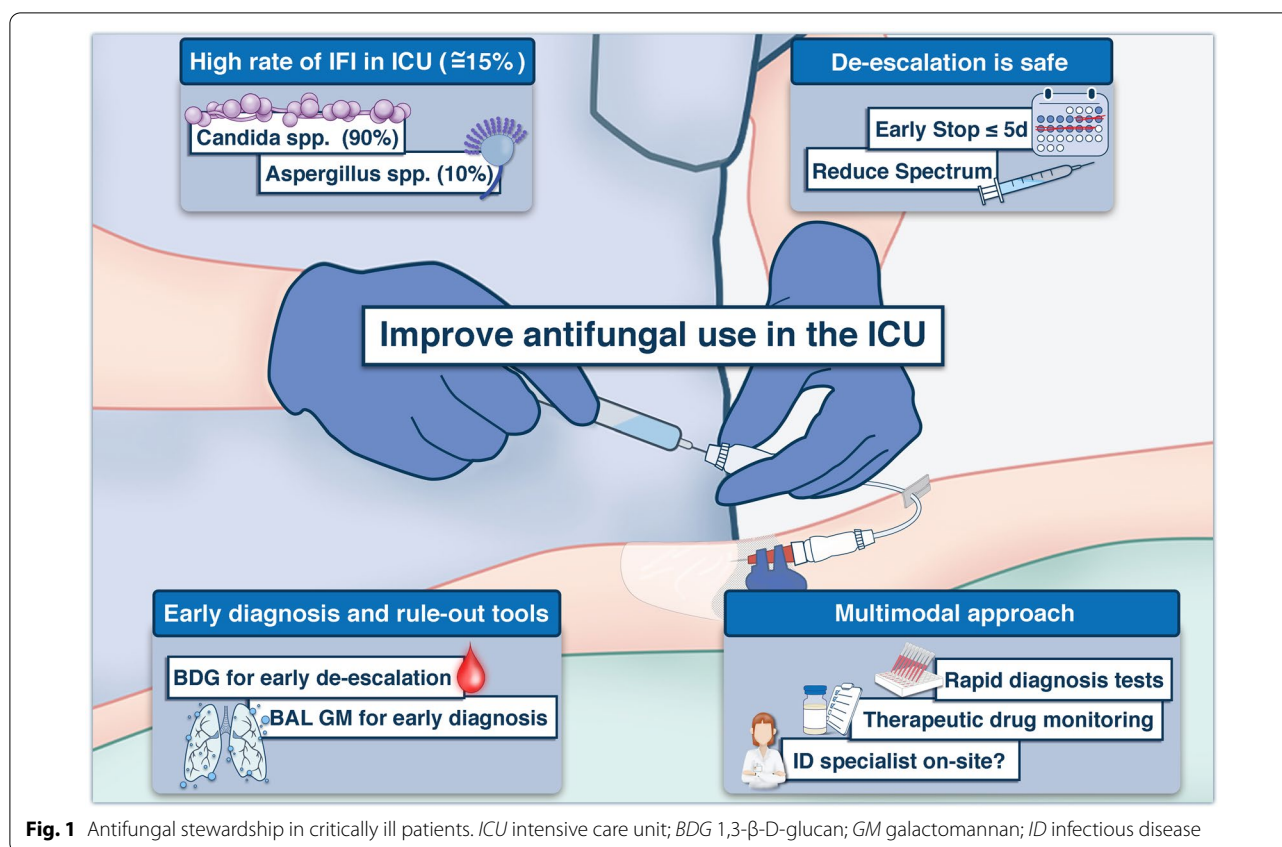 High rate of IFI in ICU (≅15%)
Candida spp. (90%)
Aspergillus spp. (10%)
De-escalation is safe
Early Stop ≤ 5d
Reduce Spectrum
Improve antifungal use in the ICU
Early diagnosis and rule-out tools
BDG for early de-escalation
BAL GM for early diagnosis
Multimodal approach
Rapid diagnosis tests
Therapeutic drug monitoring
ID specialist on-site?
Fig. 1 Antifungal stewardship in critically ill patients. ICU intensive care unit; BDG 1,3-β-D-glucan; GM galactomannan; ID infectious disease